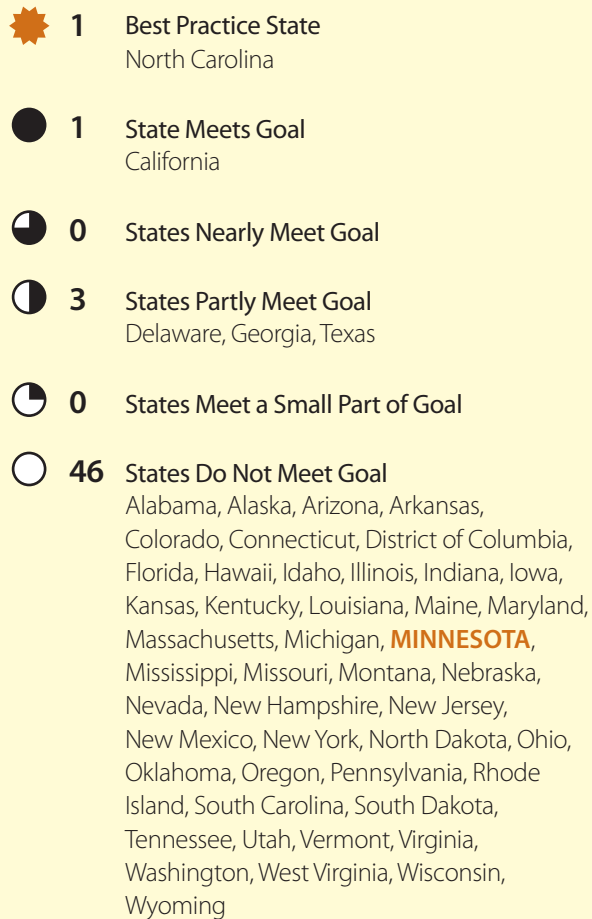 1 Best Practice State
North Carolina
1 State Meets Goal
California
0 States Nearly Meet Goal
3 States Partly Meet Goal
Delaware, Georgia, Texas
0 States Meet a Small Part of Goal
46 States Do Not Meet Goal
Alabama, Alaska, Arizona, Arkansas,
Colorado, Connecticut, District of Columbia,
Florida, Hawaii, Idaho, Illinois, Indiana, Iowa,
Kansas, Kentucky, Louisiana, Maine, Maryland,
Massachusetts, Michigan, MINNESOTA,
Mississippi, Missouri, Montana, Nebraska,
Nevada, New Hampshire, New Jersey,
New Mexico, New York, North Dakota, Ohio,
Oklahoma, Oregon, Pennsylvania, Rhode
Island, South Carolina, South Dakota,
Tennessee, Utah, Vermont, Virginia,
Washington, West Virginia, Wisconsin,
Wyoming